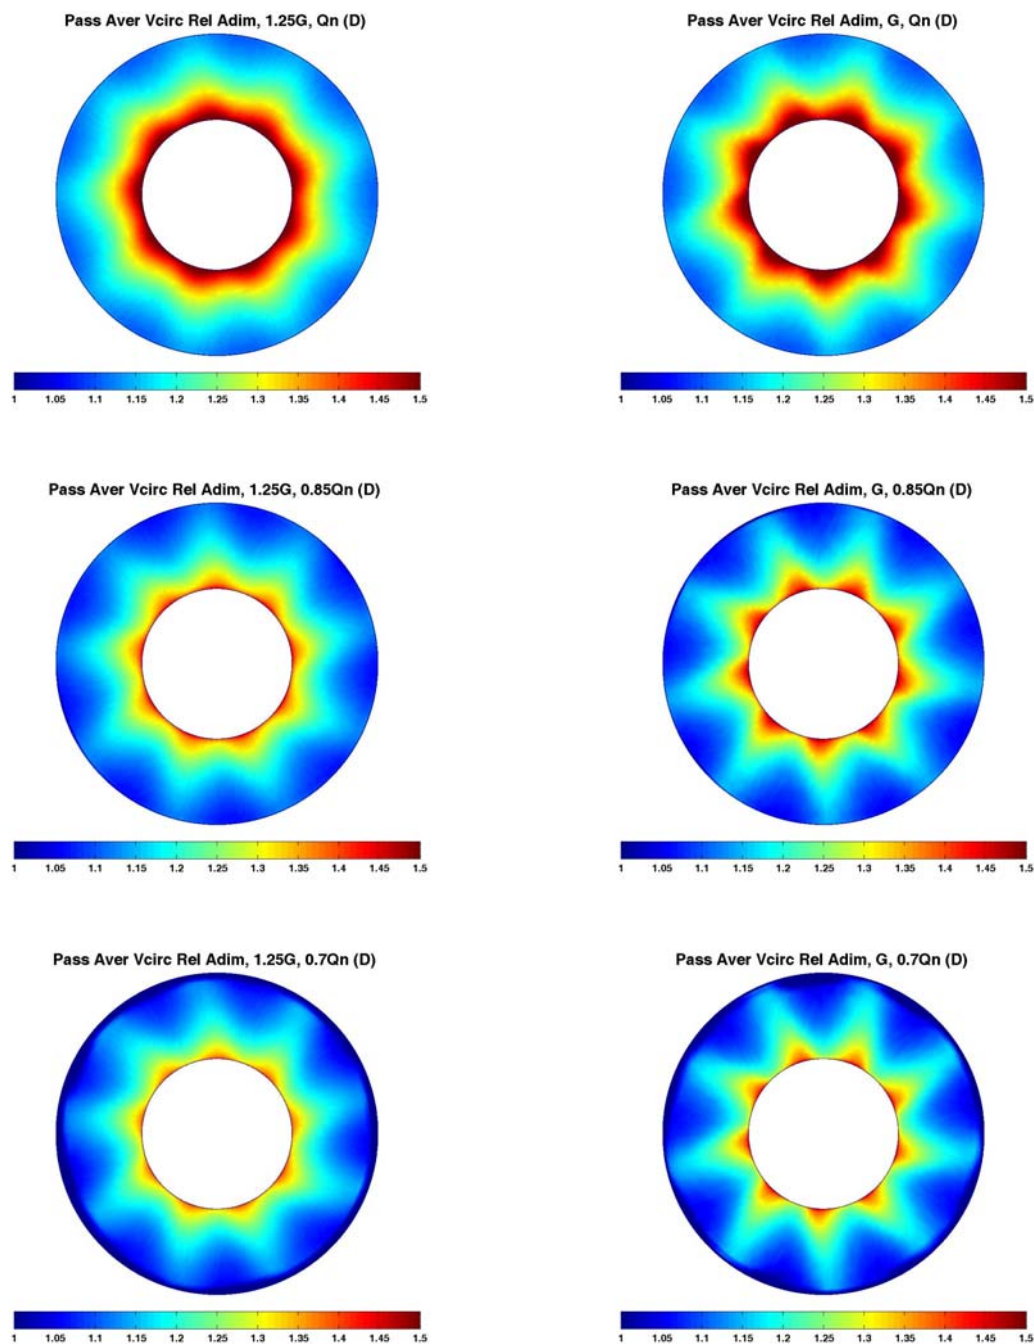 Pass Aver Vcirc Rel Adim, 1.25G, Qn (D)
Pass Aver Vcirc Rel Adim, G, Qn (D)
1 1.05 1.1 1.15 1.2 1.25 1.3 1.35 1.4 1.45 1.5
1 1.05 1.1 1.15 1.2 1.25 1.3 1.35 1.4 1.45 1.5
Pass Aver Vcirc Rel Adim, 1.25G, 0.85Qn (D)
Pass Aver Vcirc Rel Adim, G, 0.85Qn (D)
1 1.05 1.1 1.15 1.2 1.25 1.3 1.35 1.4 1.45 1.5
1 1.05 1.1 1.15 1.2 1.25 1.3 1.35 1.4 1.45 1.5
Pass Aver Vcirc Rel Adim, 1.25G, 0.7Qn (D)
Pass Aver Vcirc Rel Adim, G, 0.7Qn (D)
1 1.05 1.1 1.15 1.2 1.25 1.3 1.35 1.4 1.45 1.5
1 1.05 1.1 1.15 1.2 1.25 1.3 1.35 1.4 1.45 1.5